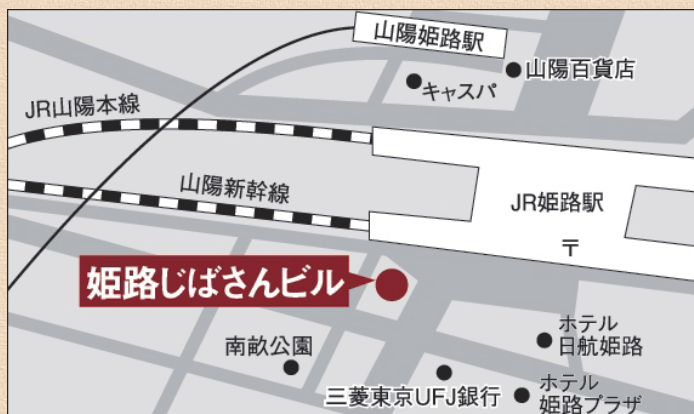 山陽姫路駅
山陽百貨店
キャスパ
JR山陽本線
山陽新幹線
JR姫路駅
〒
姫路じばさんビル
ホテル
日航姫路
南畝公園
三菱東京UFJ銀行
ホテル
姫路プラザ